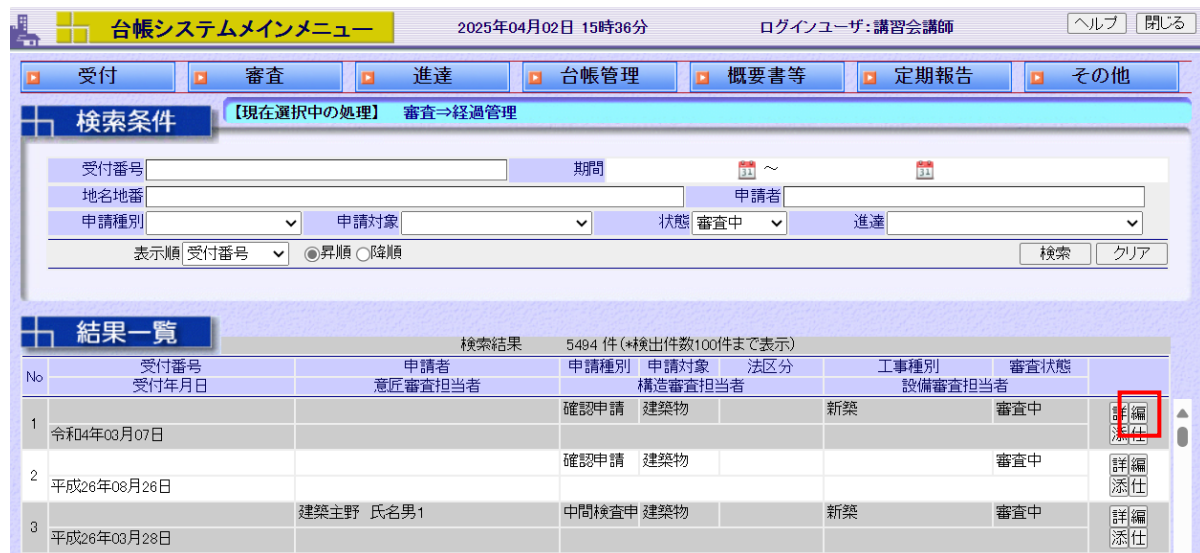 台帳システムメインメニュー 2025年04月02日 15時36分 ログインユーザ:講習会講師 ヘルプ 閉じる
受付 審査 進達 台帳管理 概要書等 定期報告 その他
検索条件 【現在選択中の処理】 審査⇒経過管理
受付番号 期間 ～
地名地番 申請者
申請種別 申請対象 状態 審査中 進達
表示順 受付番号 昇順 降順 検索 クリア
結果一覧 検索結果 5494 件(*検出件数100件まで表示)
No 受付番号 申請者 申請種別 申請対象 法区分 工事種別 審査状態
受付年月日 意匠審査担当者 構造審査担当者 設備審査担当者
1 確認申請 建築物 新築 審査中 詳 編
令和4年03月07日 添 仕
2 確認申請 建築物 審査中 詳 編
平成26年08月26日 添 仕
3 建築主野 氏名男1 中間検査申 建築物 新築 審査中 詳 編
平成26年03月28日 添 仕